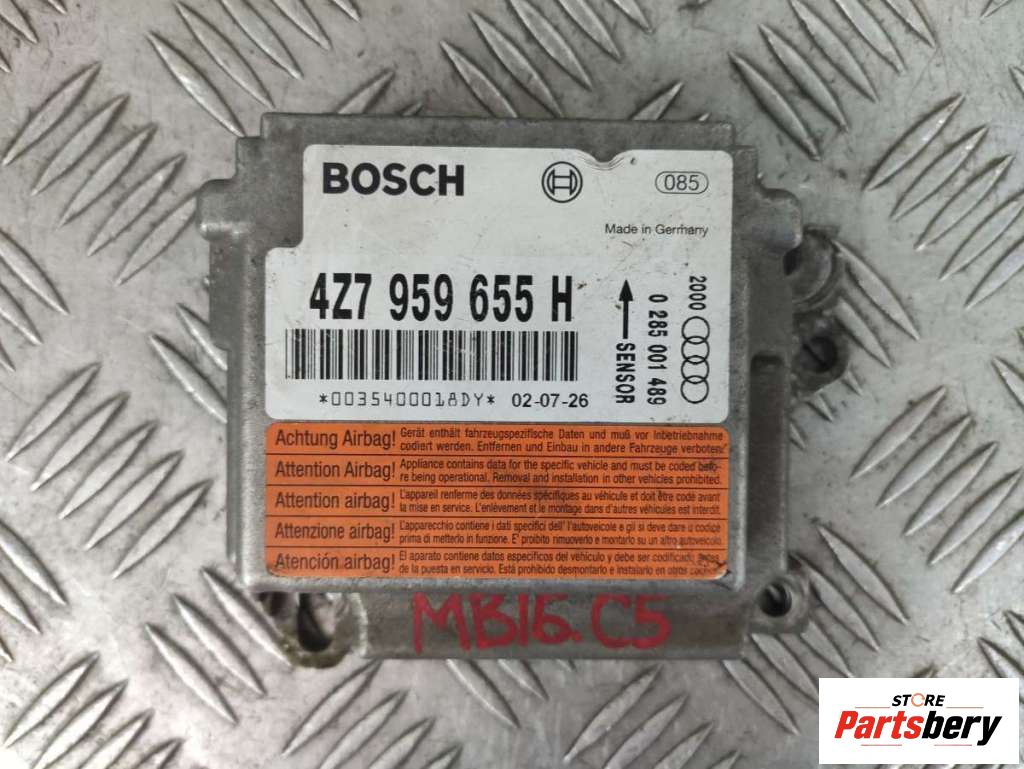 BOSCH
085
Made in Germany
4Z7 959 655 H
*0035400018DY* 02-07-26
SENSOR
0 285 001 489
2000
Achtung Airbag! Gerät enthält fahrzeugspezifische Daten und muß vor Inbetriebnahme
codiert werden. Entfernen und Einbau in andere Fahrzeuge verboten.
Attention Airbag! Appliance contains data for the specific vehicle and must be coded befo-
re being operational. Removal and installation in other vehicles prohibited.
Attention airbag! L'appareil renferme des données spécifiques au véhicule et doit être codé avant
la mise en service. L'enlèvement et le montage dans d'autres véhicules est interdit.
Attenzione airbag! L'apparecchio contiene i dati specifici dell' l'autoveicole e gli si deve dare il codice
prima di metterlo in funzione. E' proibito rimuoverlo e montarlo su un altro autoveicolo.
Atención airbag! El aparato contiene datos especificos del vehículo y debe ser codificado antes
de la puesta en servicio. Está prohibido desmontarlo e instalarlo en otros coches
MB16.C5
STORE
Partsbery